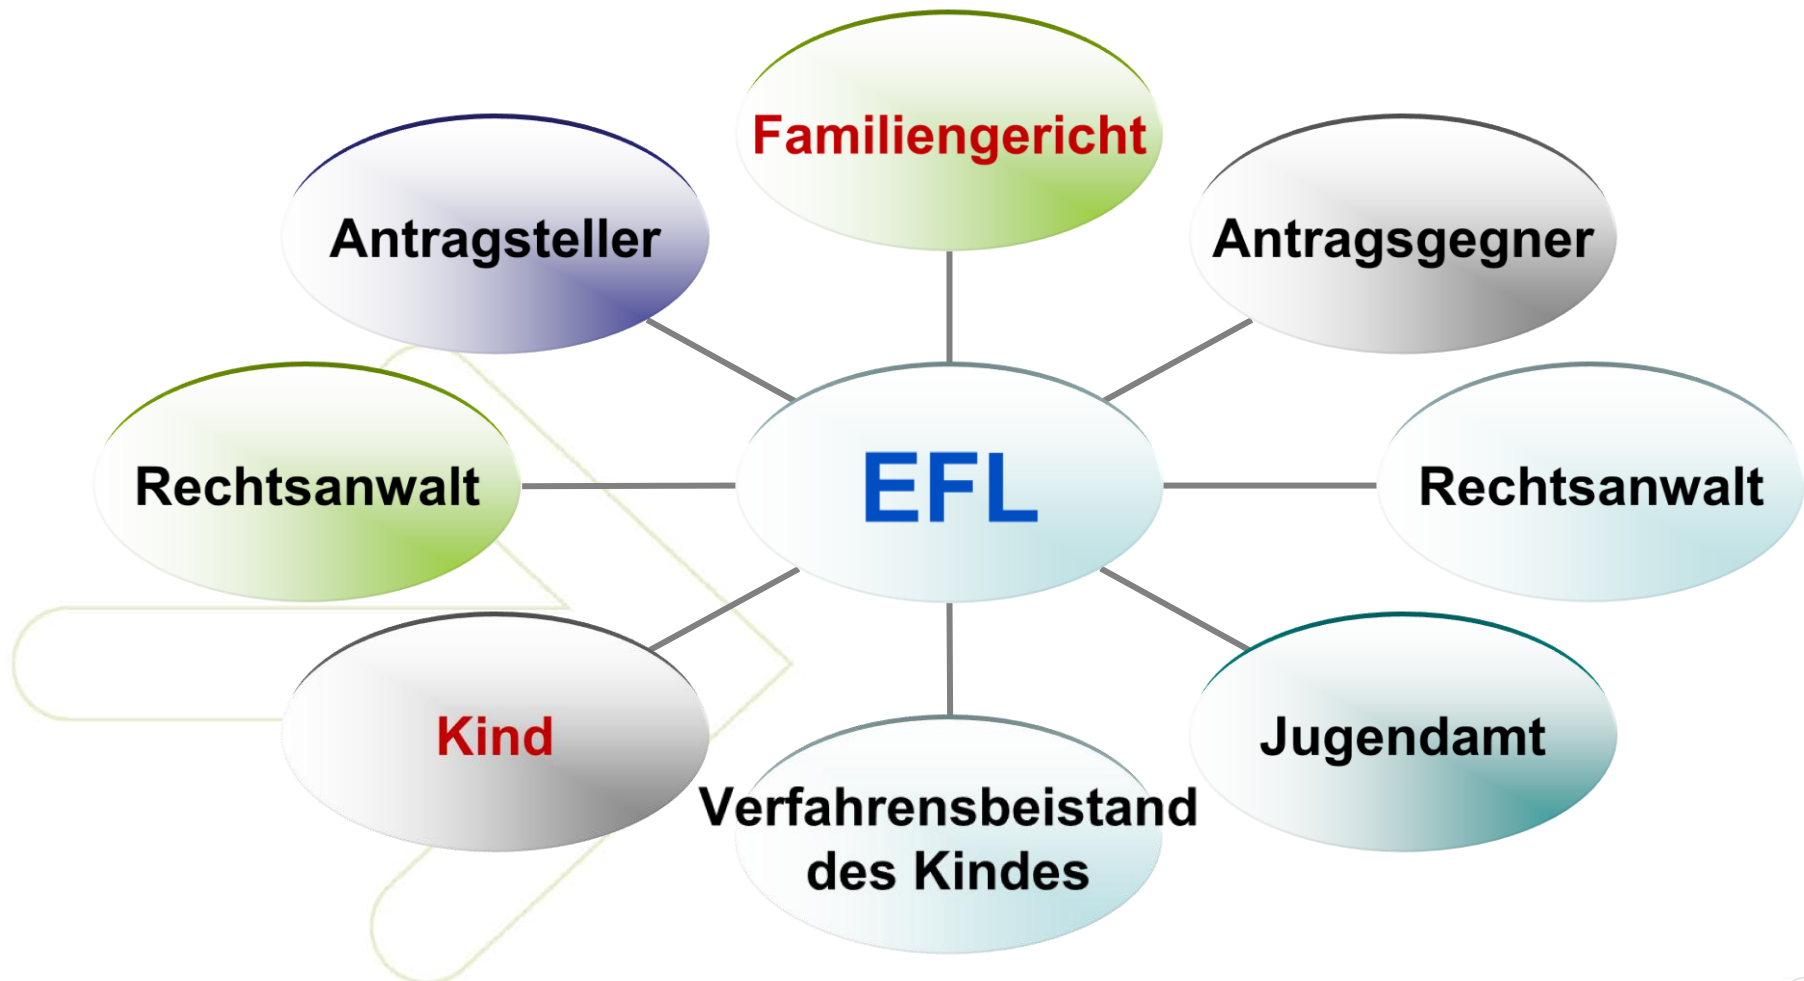 Familiengericht
Antragsteller
Antragsgegner
Rechtsanwalt
EFL
Rechtsanwalt
Kind
Jugendamt
Verfahrensbeistand
des Kindes